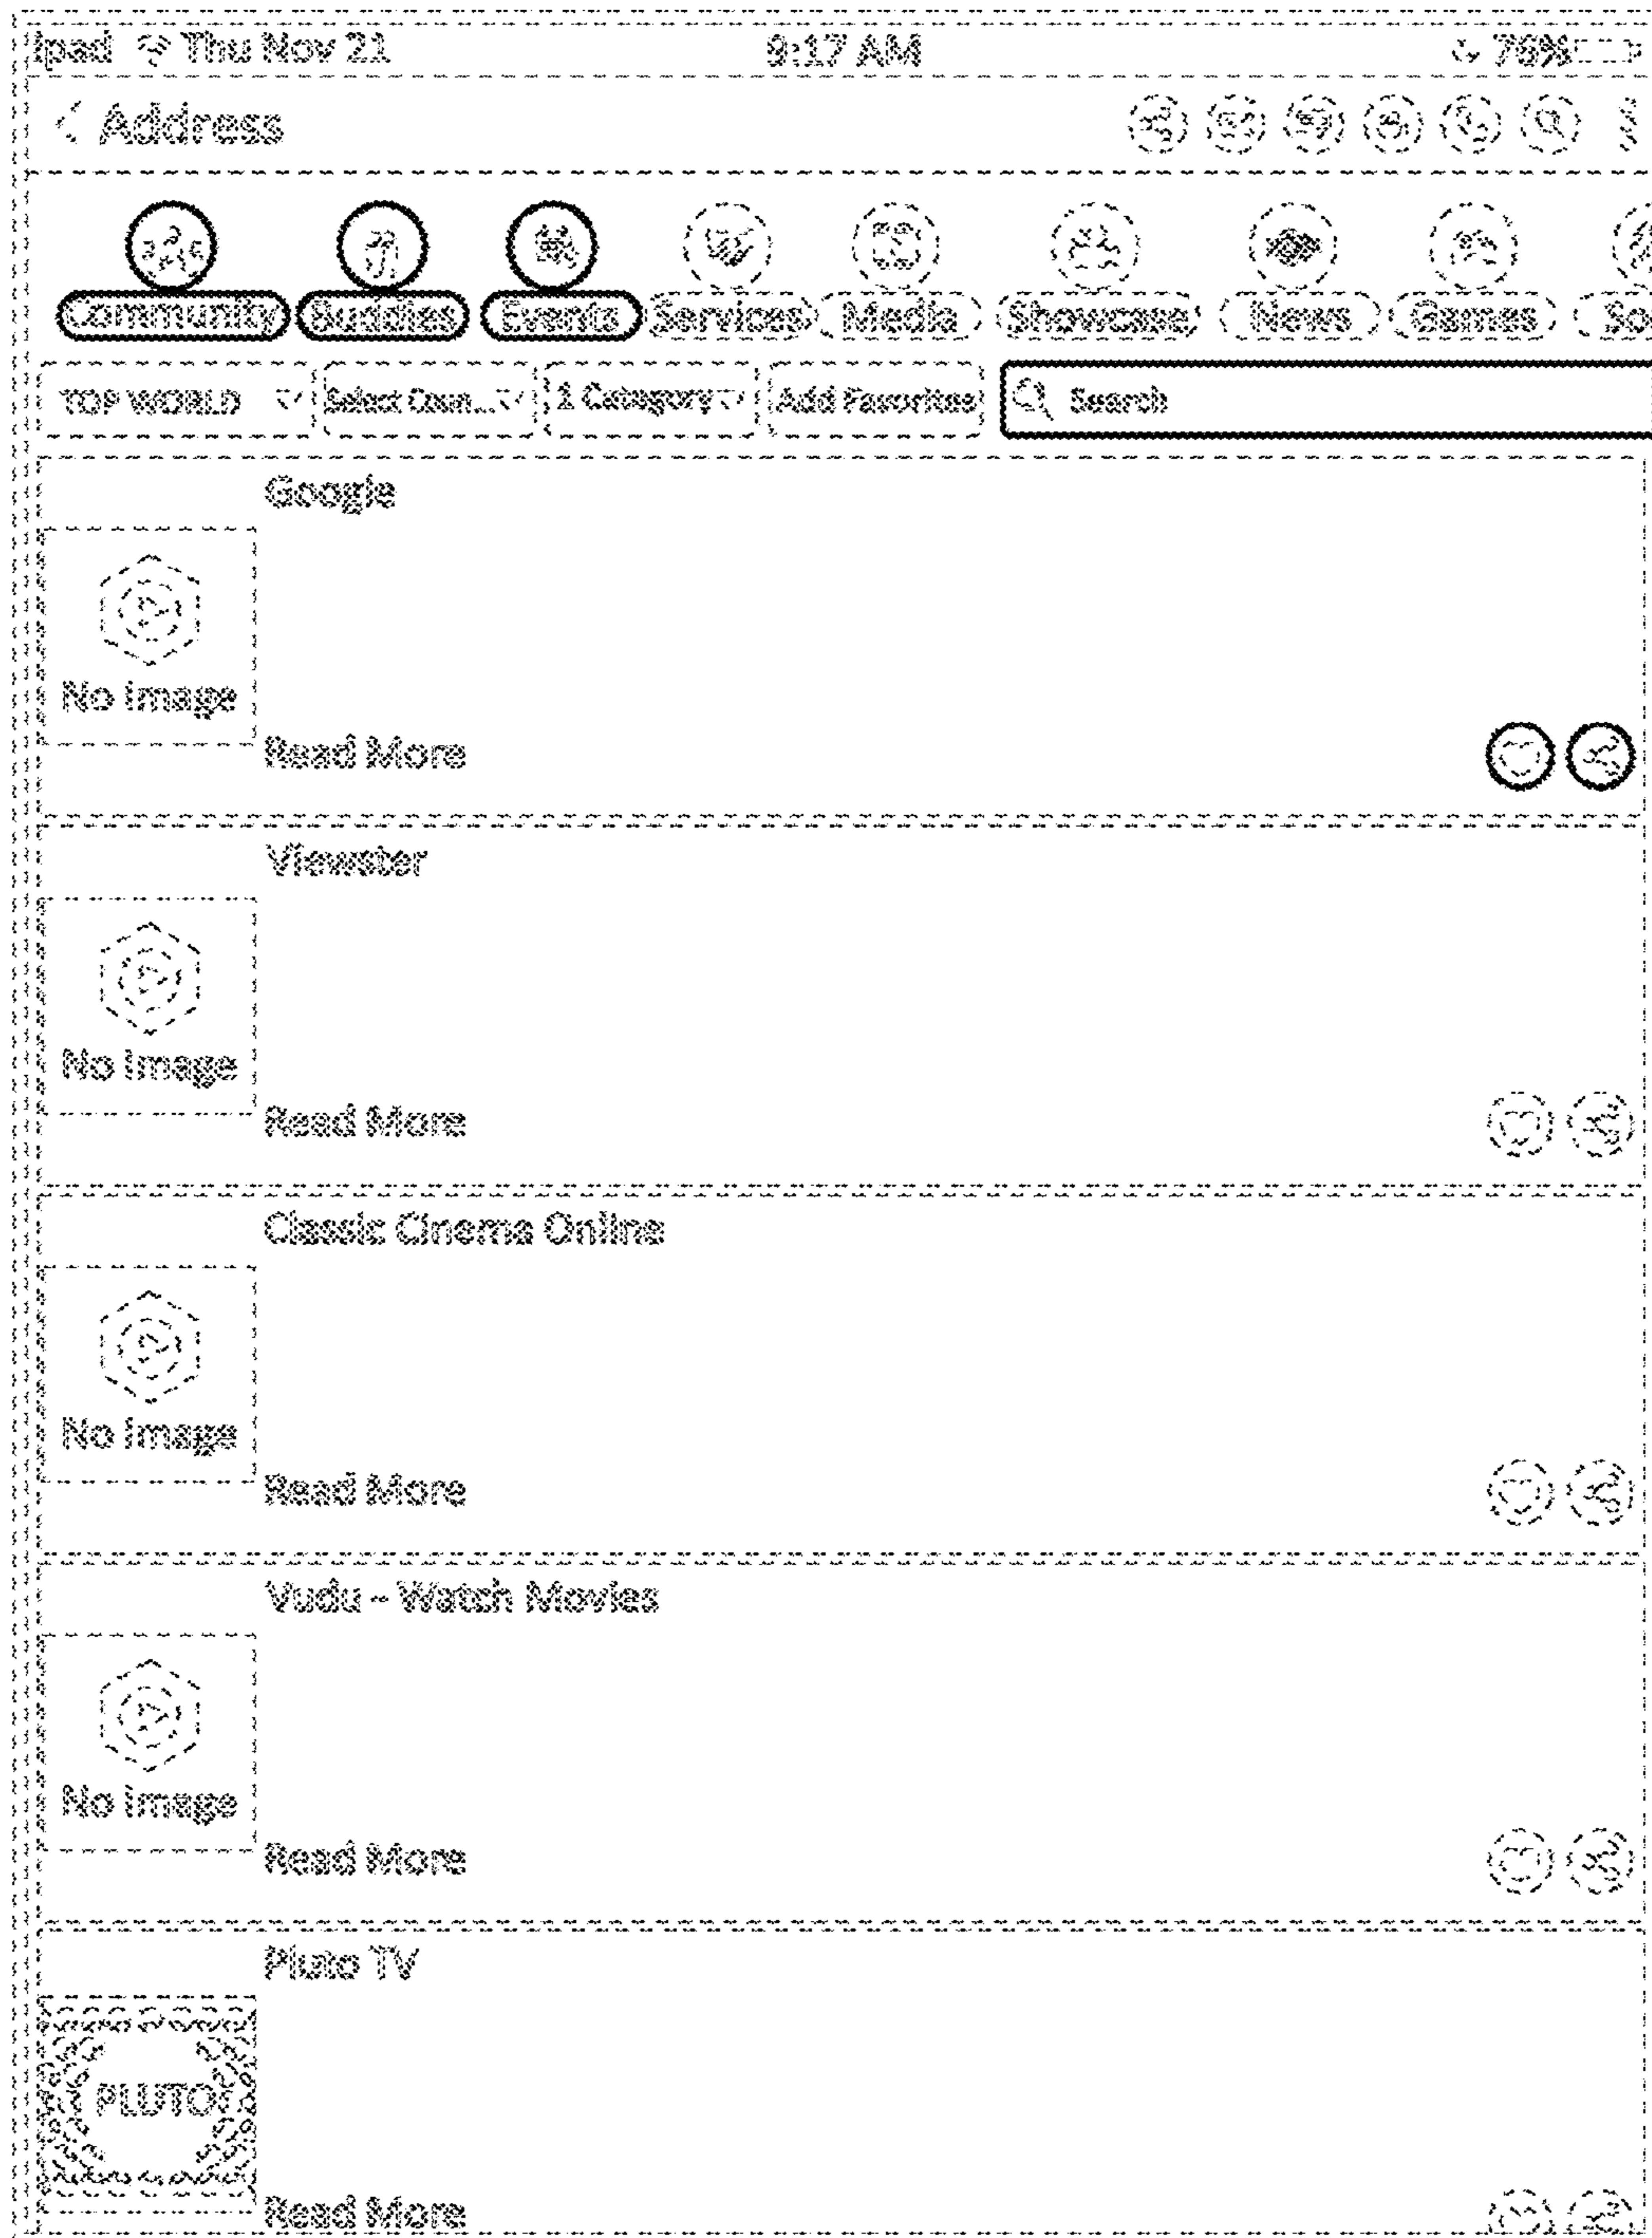 Ipad Thu Nov 21 9:17 AM 76%
Address
Community Buddies Events Services Media Showcase News Games
TOP WORLD Select Coun... 1 Category Add Favorites Search
Google
No Image
Read More
Viewster
No Image
Read More
Classic Cinema Online
No Image
Read More
Vudu - Watch Movies
No Image
Read More
Pluto TV
PLUTO
Read More